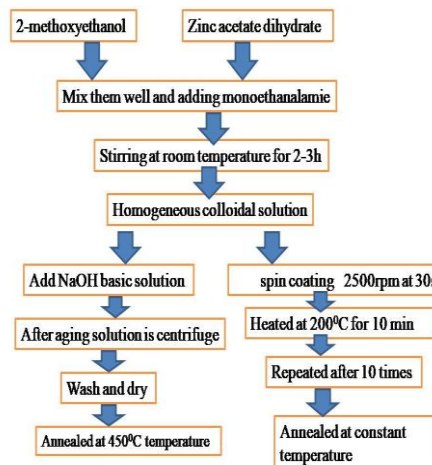 2-methoxyethanol
Zinc acetate dihydrate
Mix them well and adding monoethanalamie
Stirring at room temperature for 2-3h
Homogeneous colloidal solution
Add NaOH basic solution
spin coating 2500rpm at 30s
After aging solution is centrifuge
Heated at 200⁰C for 10 min
Wash and dry
Repeated after 10 times
Annealed at 450⁰C temperature
Annealed at constant
temperature